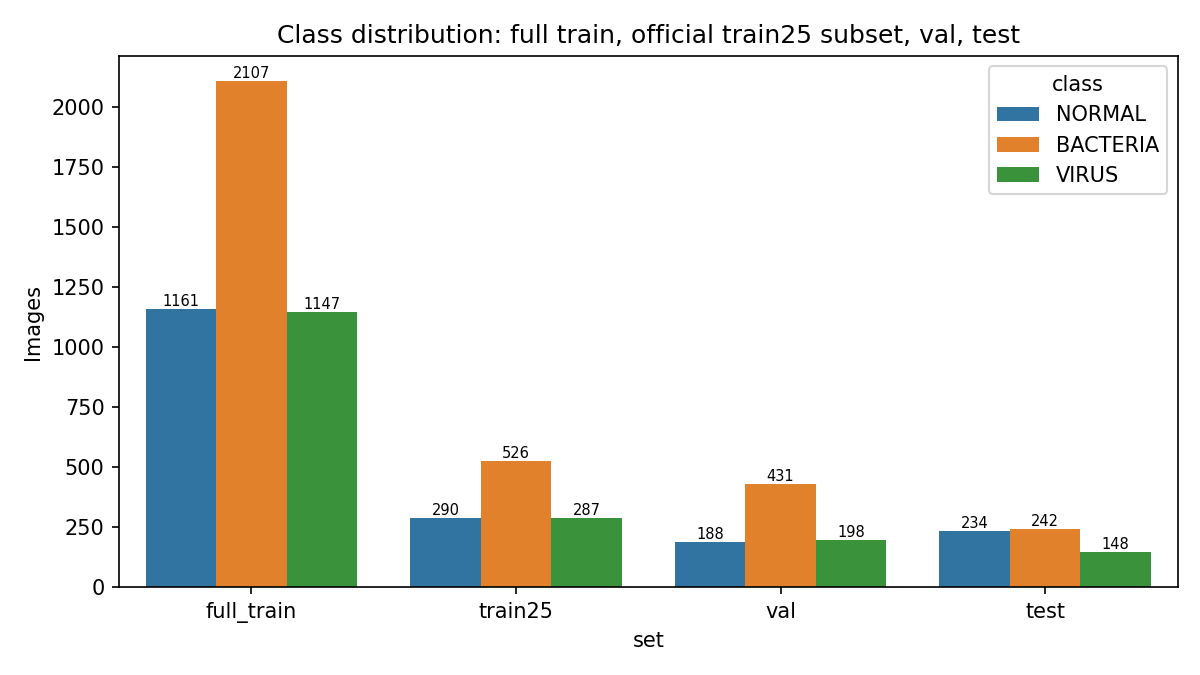 Class distribution: full train, official train25 subset, val, test
class
NORMAL
BACTERIA
VIRUS
Images
2000
1750
1500
1250
1000
750
500
250
0
1161
2107
1147
290
526
287
188
431
198
234
242
148
full_train
train25
val
test
set